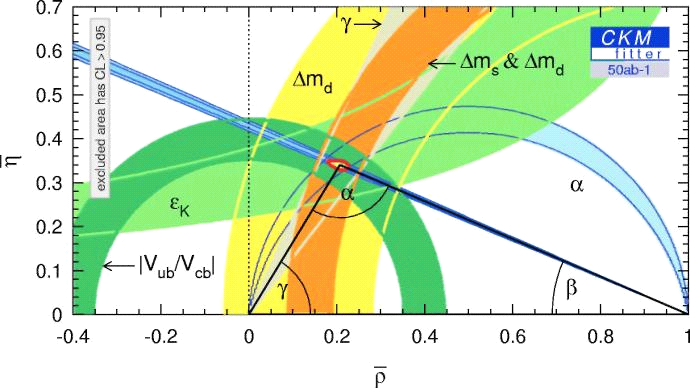 0.7
0.6
0.5
0.4
0.3
0.2
0.1
0
η̅
excluded area has CL > 0.95
γ
Δm_d
Δm_s & Δm_d
CKM
fitter
50ab-1
α
ε_K
α
|V_ub/V_cb|
γ
β
-0.4 -0.2 0 0.2 0.4 0.6 0.8 1
ρ̅